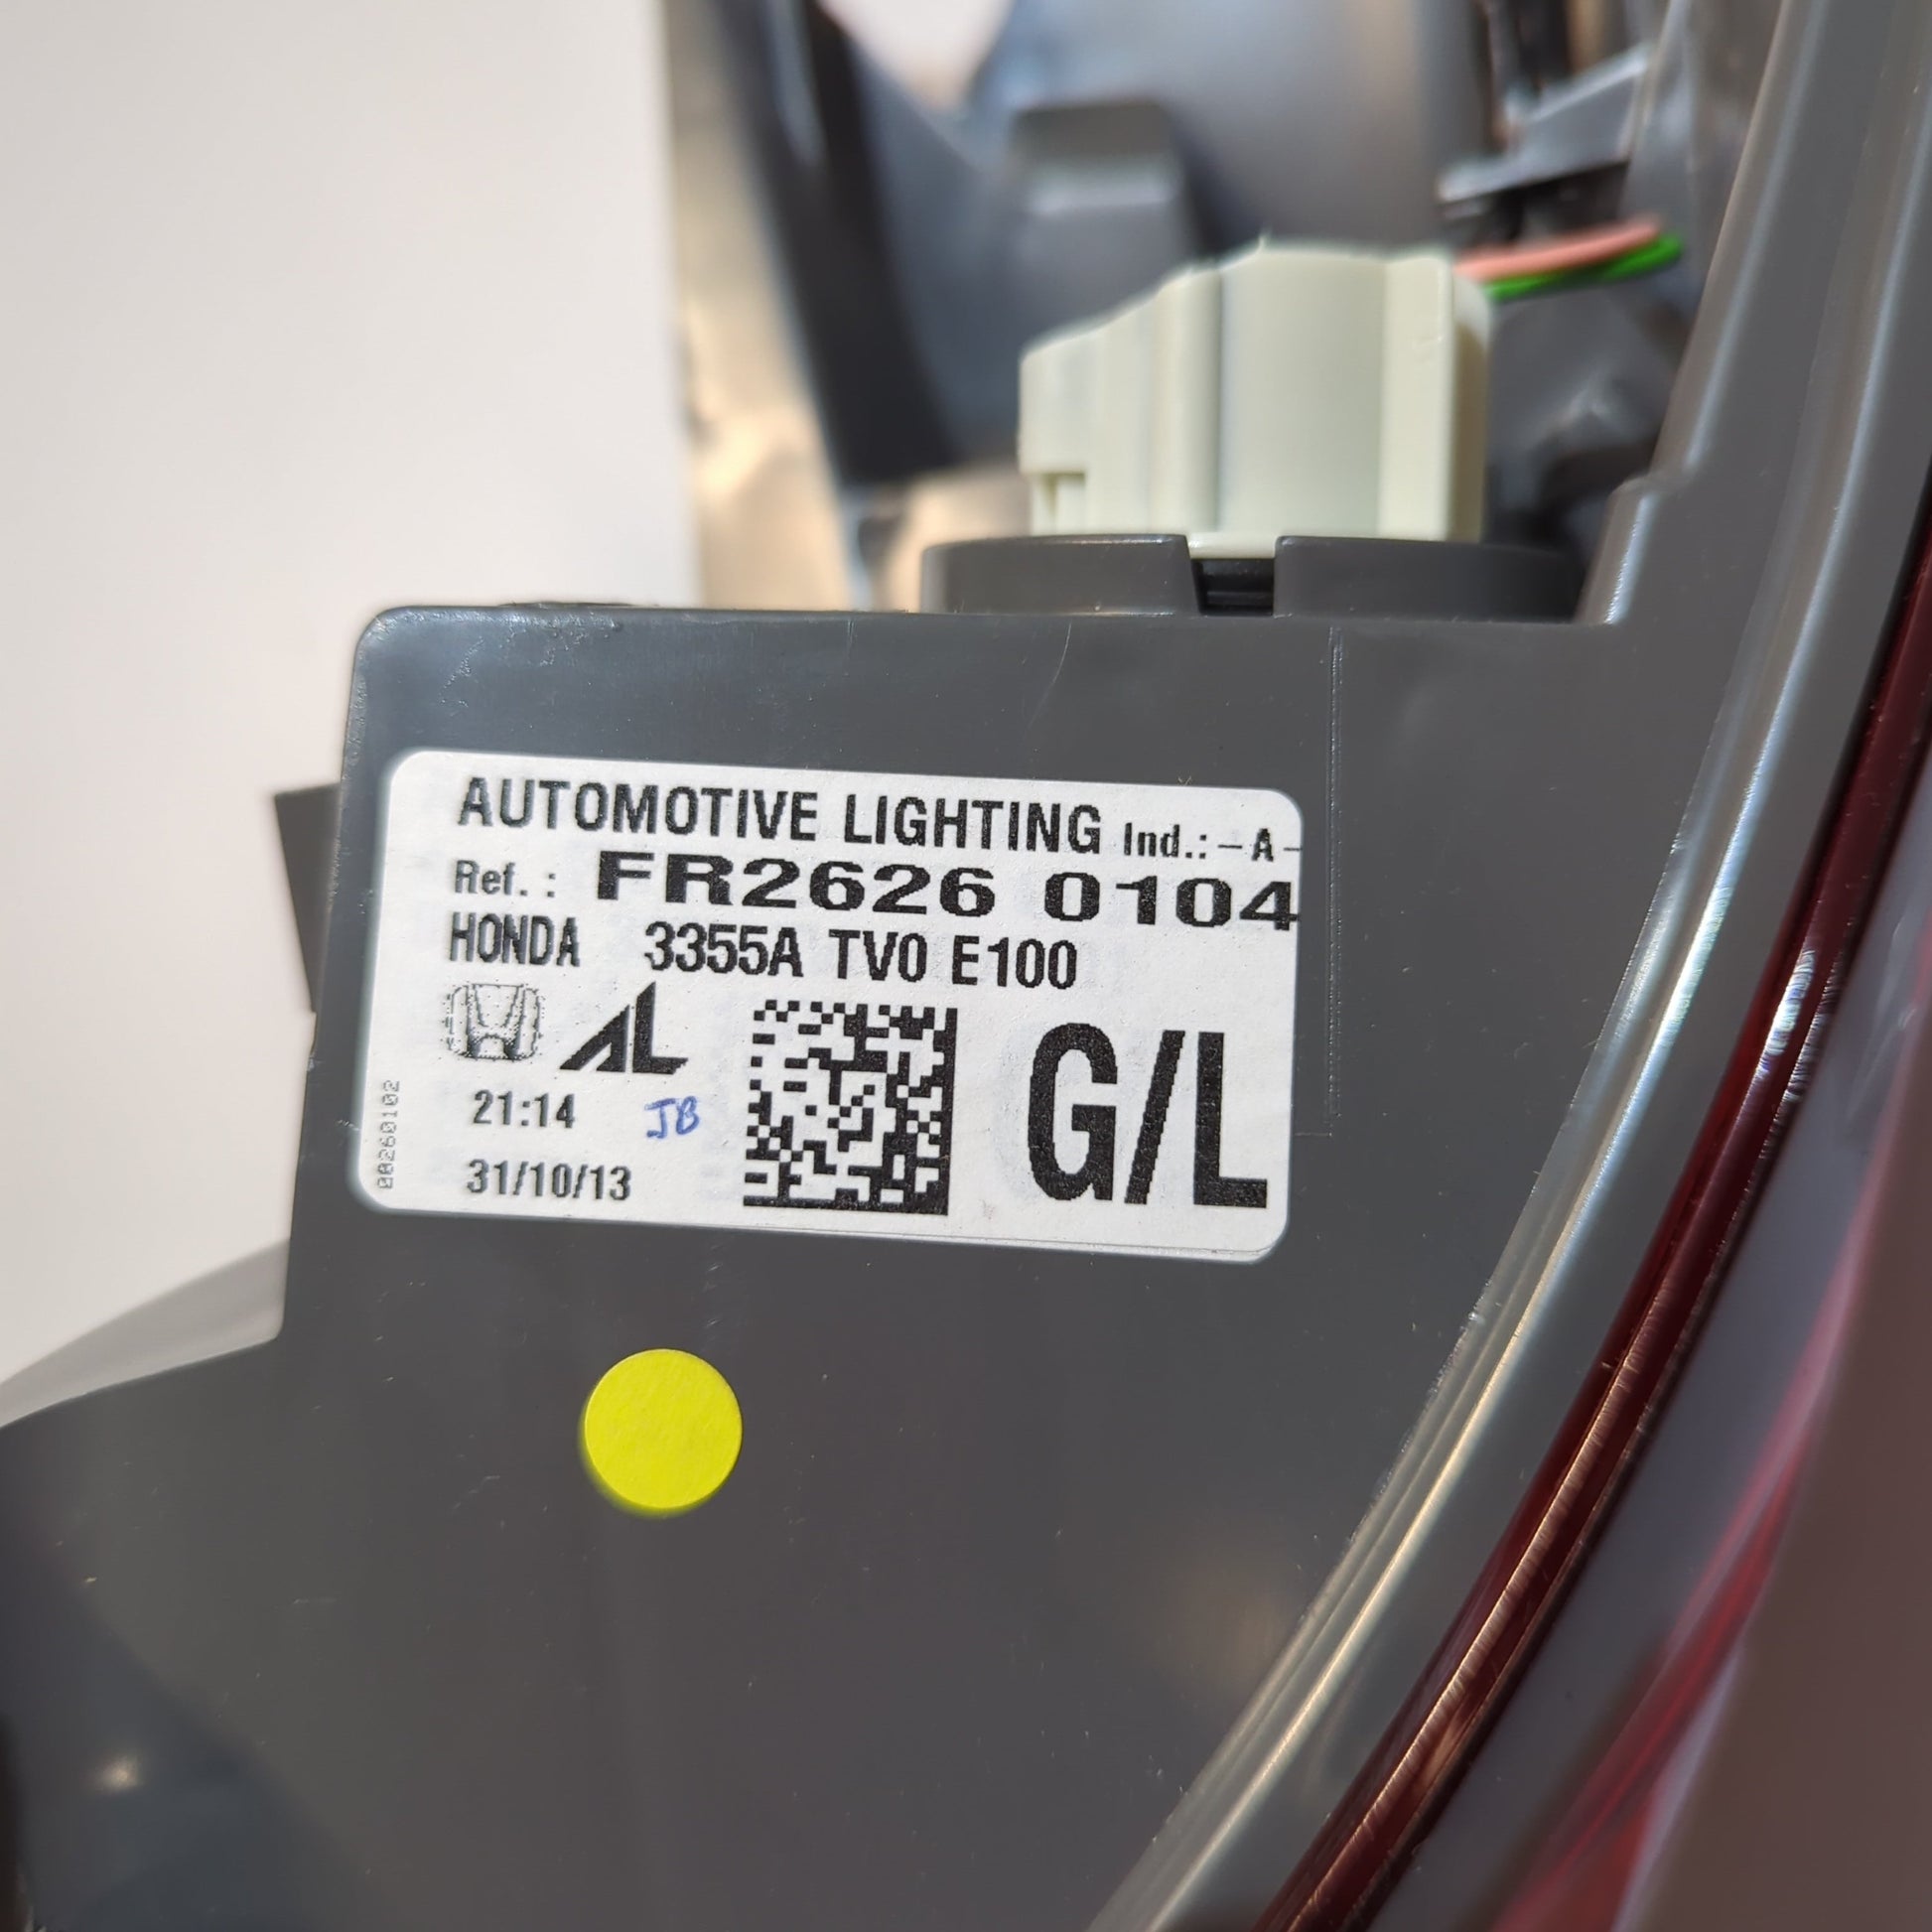 AUTOMOTIVE LIGHTING Ind.: -A-
Ref. : FR2626 0104
HONDA 3355A TV0 E100
AL
G/L
21:14 JB
31/10/13
00260102